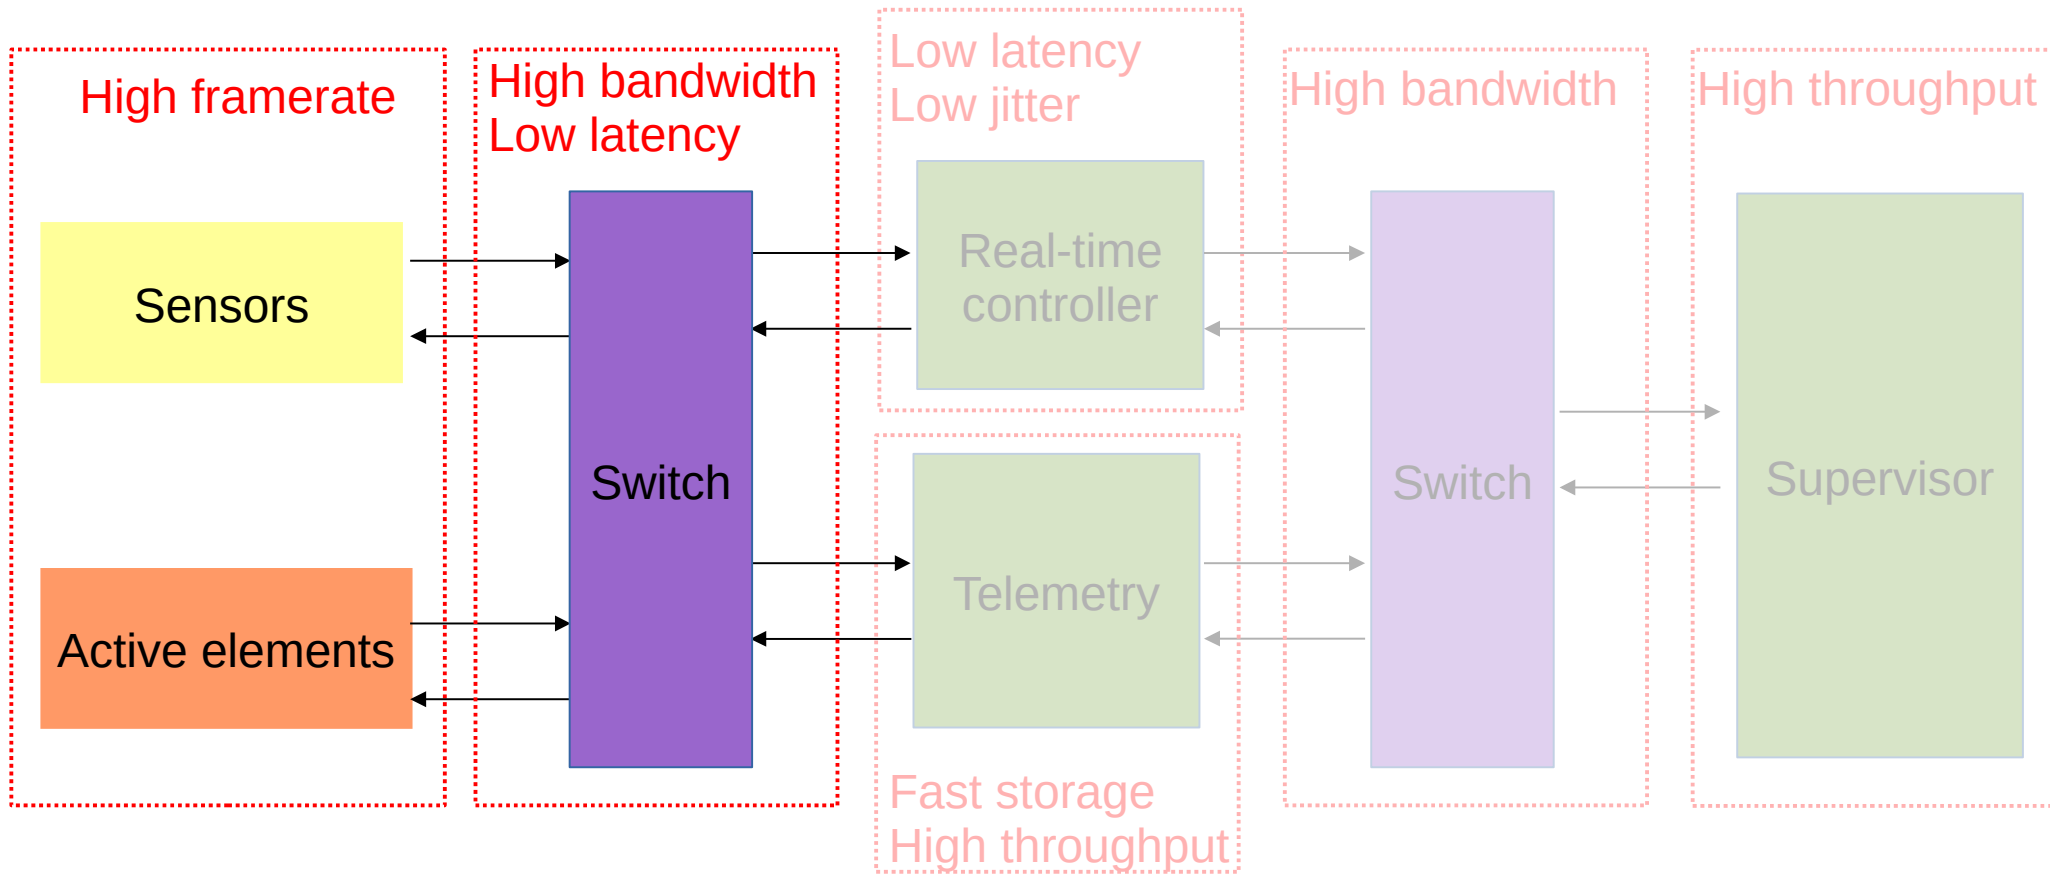 High framerate
Sensors
Active elements
High bandwidth
Low latency
Switch
Low latency
Low jitter
Real-time
controller
Telemetry
Fast storage
High throughput
High bandwidth
Switch
High throughput
Supervisor